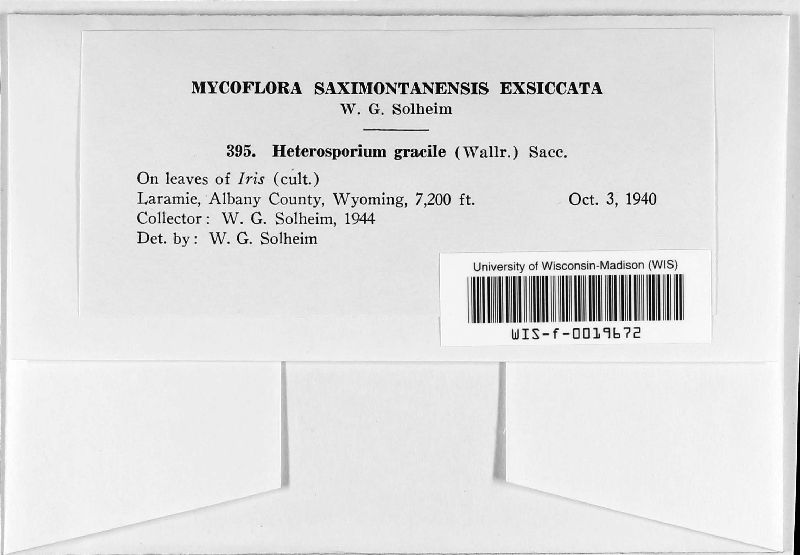 MYCOFLORA SAXIMONTANENSIS EXSICCATA
W. G. Solheim
395. Heterosporium gracile (Wallr.) Sacc.
On leaves of Iris (cult.)
Laramie, Albany County, Wyoming, 7,200 ft. Oct. 3, 1940
Collector: W. G. Solheim, 1944
Det. by: W. G. Solheim
University of Wisconsin-Madison (WIS)
WIS-f-0019672